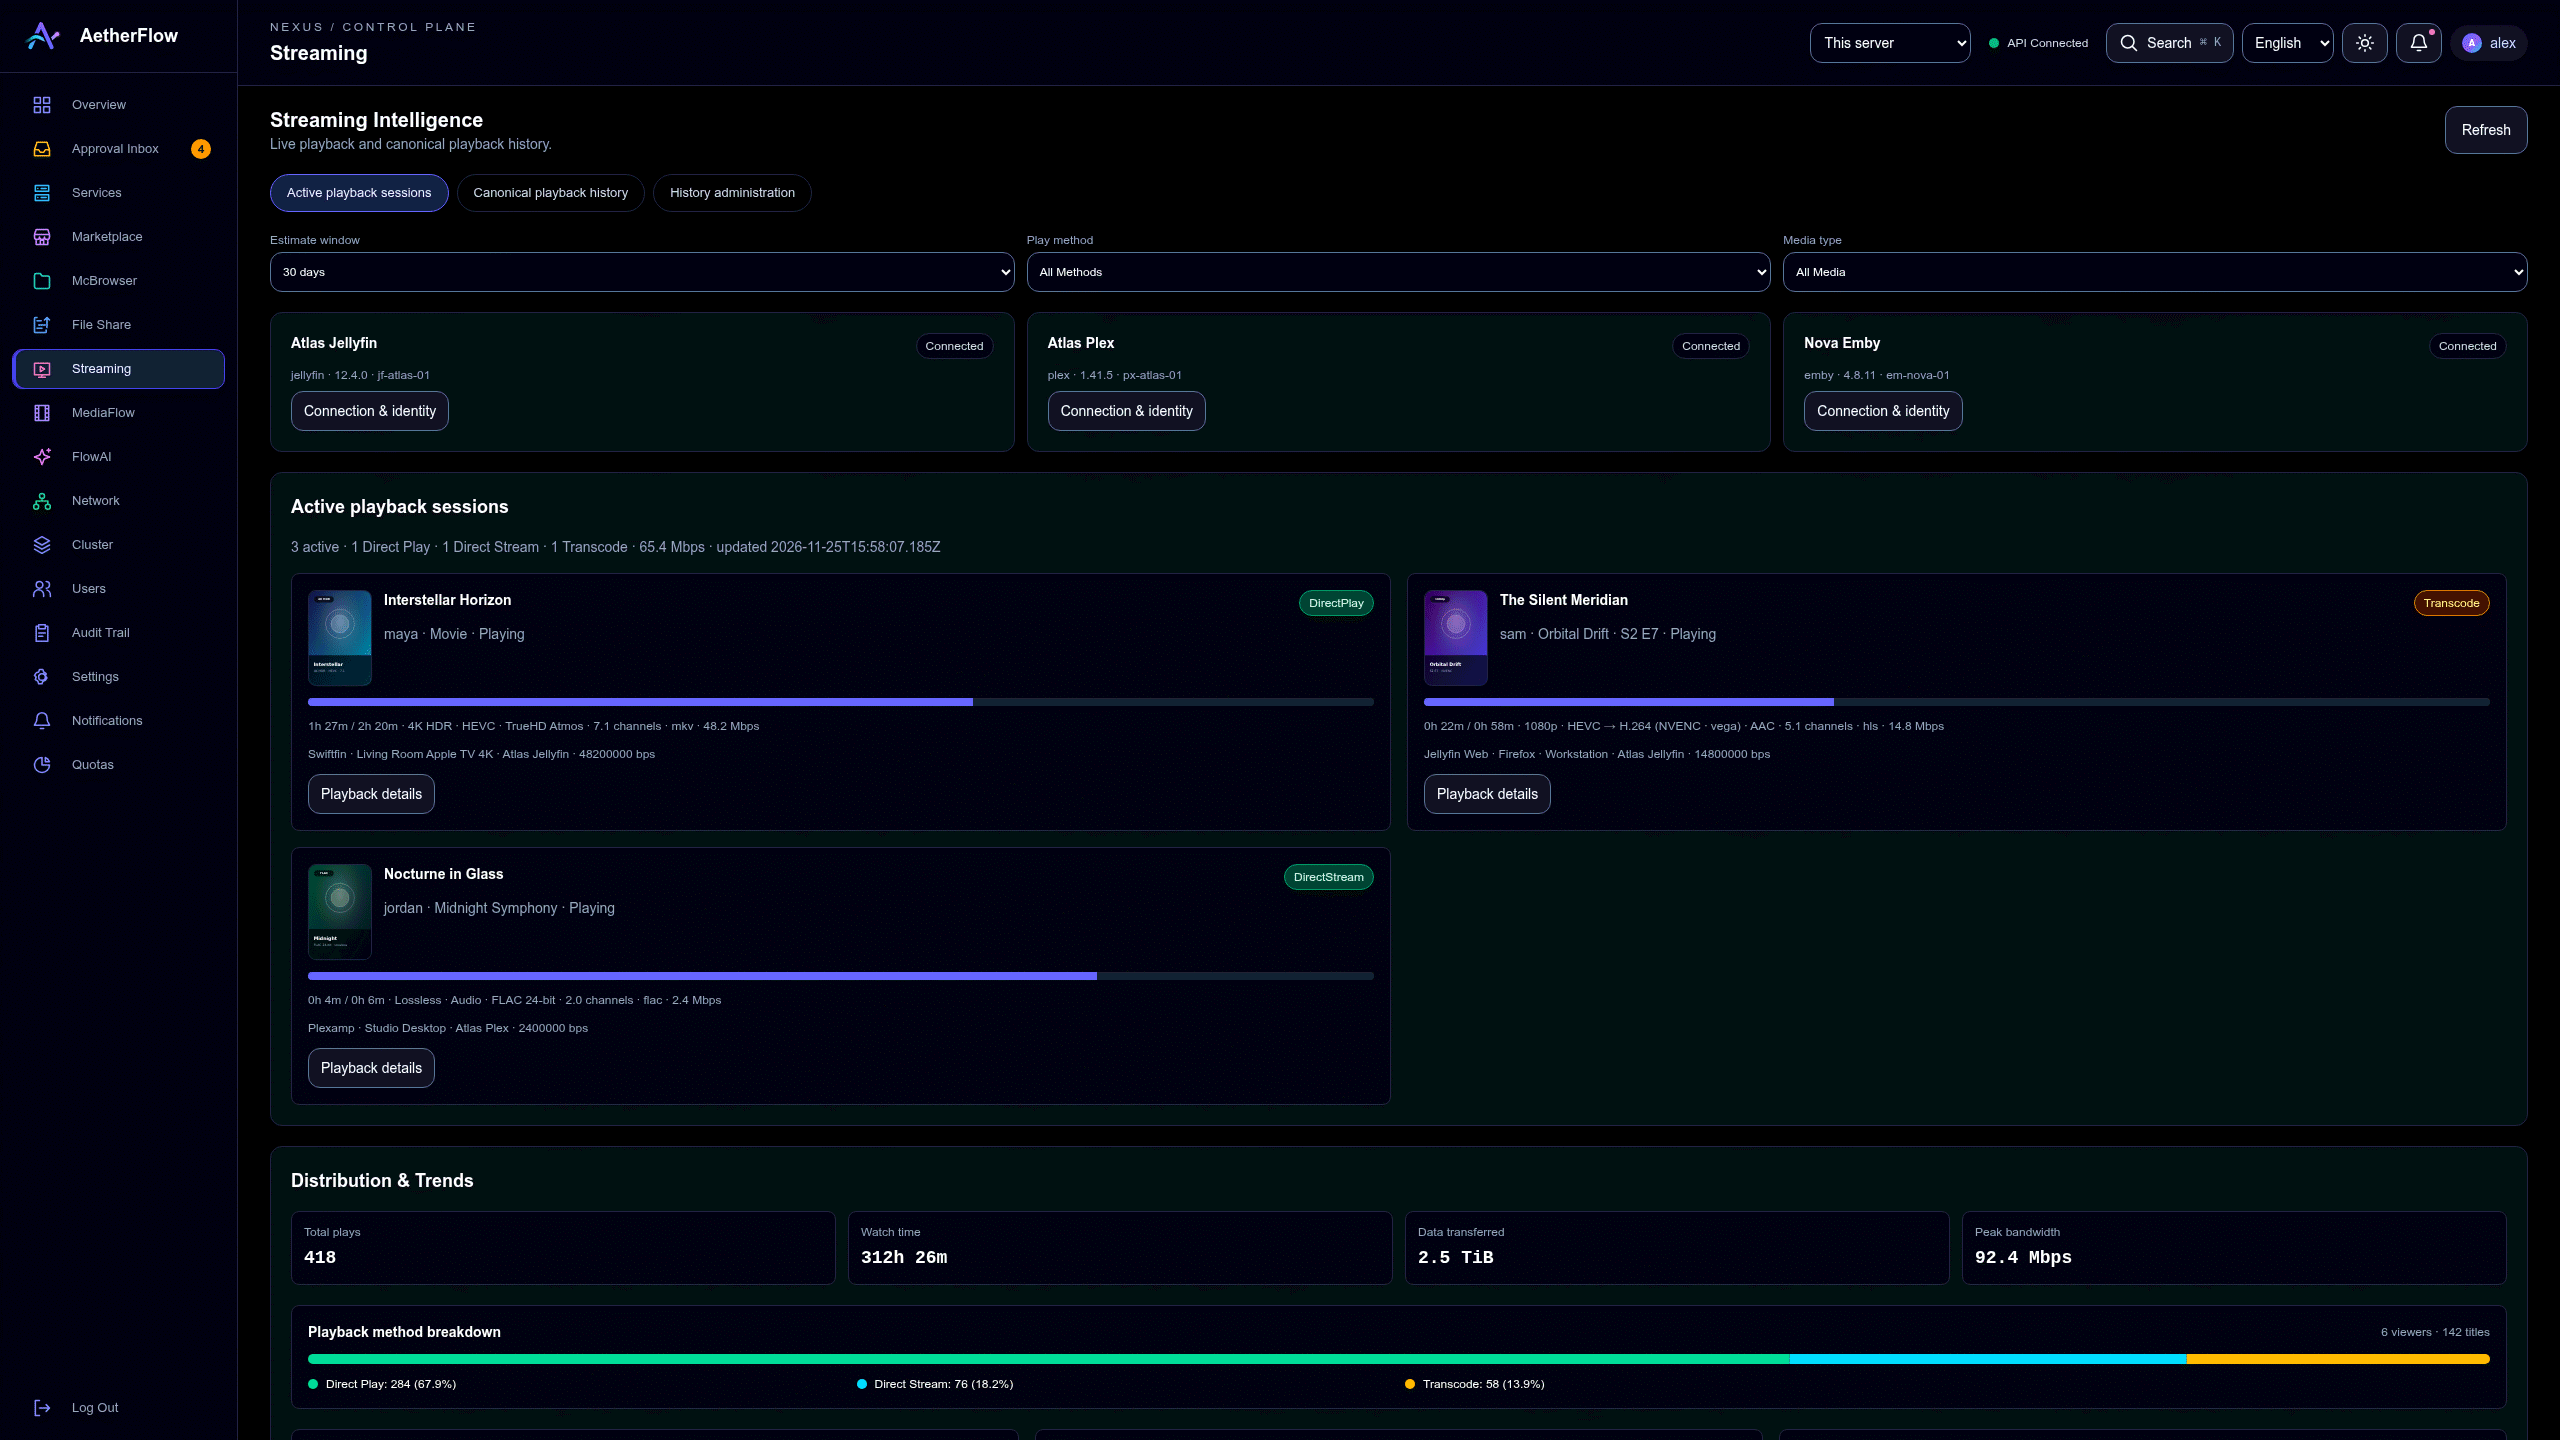 AetherFlow
Overview
Approval Inbox 4
Services
Marketplace
McBrowser
File Share
Streaming
MediaFlow
FlowAI
Network
Cluster
Users
Audit Trail
Settings
Notifications
Quotas
Log Out
NEXUS / CONTROL PLANE
Streaming
This server
API Connected
Search ⌘ K
English
A alex
Streaming Intelligence
Live playback and canonical playback history.
Refresh
Active playback sessions
Canonical playback history
History administration
Estimate window
30 days
Play method
All Methods
Media type
All Media
Atlas Jellyfin
Connected
jellyfin · 12.4.0 · jf-atlas-01
Connection & identity
Atlas Plex
Connected
plex · 1.41.5 · px-atlas-01
Connection & identity
Nova Emby
Connected
emby · 4.8.11 · em-nova-01
Connection & identity
Active playback sessions
3 active · 1 Direct Play · 1 Direct Stream · 1 Transcode · 65.4 Mbps · updated 2026-11-25T15:58:07.185Z
Interstellar
Interstellar Horizon
DirectPlay
maya · Movie · Playing
1h 27m / 2h 20m · 4K HDR · HEVC · TrueHD Atmos · 7.1 channels · mkv · 48.2 Mbps
Swiftfin · Living Room Apple TV 4K · Atlas Jellyfin · 48200000 bps
Playback details
Orbital Drift
The Silent Meridian
Transcode
sam · Orbital Drift · S2 E7 · Playing
0h 22m / 0h 58m · 1080p · HEVC → H.264 (NVENC · vega) · AAC · 5.1 channels · hls · 14.8 Mbps
Jellyfin Web · Firefox · Workstation · Atlas Jellyfin · 14800000 bps
Playback details
Midnight
Nocturne in Glass
DirectStream
jordan · Midnight Symphony · Playing
0h 4m / 0h 6m · Lossless · Audio · FLAC 24-bit · 2.0 channels · flac · 2.4 Mbps
Plexamp · Studio Desktop · Atlas Plex · 2400000 bps
Playback details
Distribution & Trends
Total plays
418
Watch time
312h 26m
Data transferred
2.5 TiB
Peak bandwidth
92.4 Mbps
Playback method breakdown
6 viewers · 142 titles
Direct Play: 284 (67.9%)
Direct Stream: 76 (18.2%)
Transcode: 58 (13.9%)